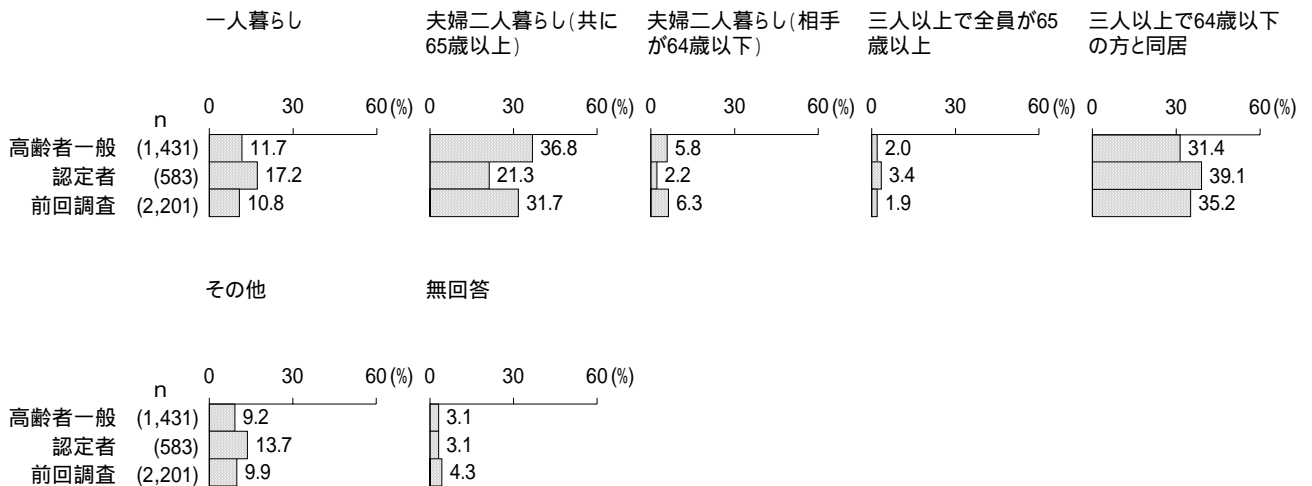 一人暮らし 夫婦二人暮らし(共に 夫婦二人暮らし(相手 三人以上で全員が65 三人以上で64歳以下
65歳以上) が64歳以下) 歳以上 の方と同居
n 0 30 60(%) 0 30 60(%) 0 30 60(%) 0 30 60(%) 0 30 60(%)
高齢者一般 (1,431) 11.7 36.8 5.8 2.0 31.4
認定者 (583) 17.2 21.3 2.2 3.4 39.1
前回調査 (2,201) 10.8 31.7 6.3 1.9 35.2
その他 無回答
n 0 30 60(%) 0 30 60(%)
高齢者一般 (1,431) 9.2 3.1
認定者 (583) 13.7 3.1
前回調査 (2,201) 9.9 4.3